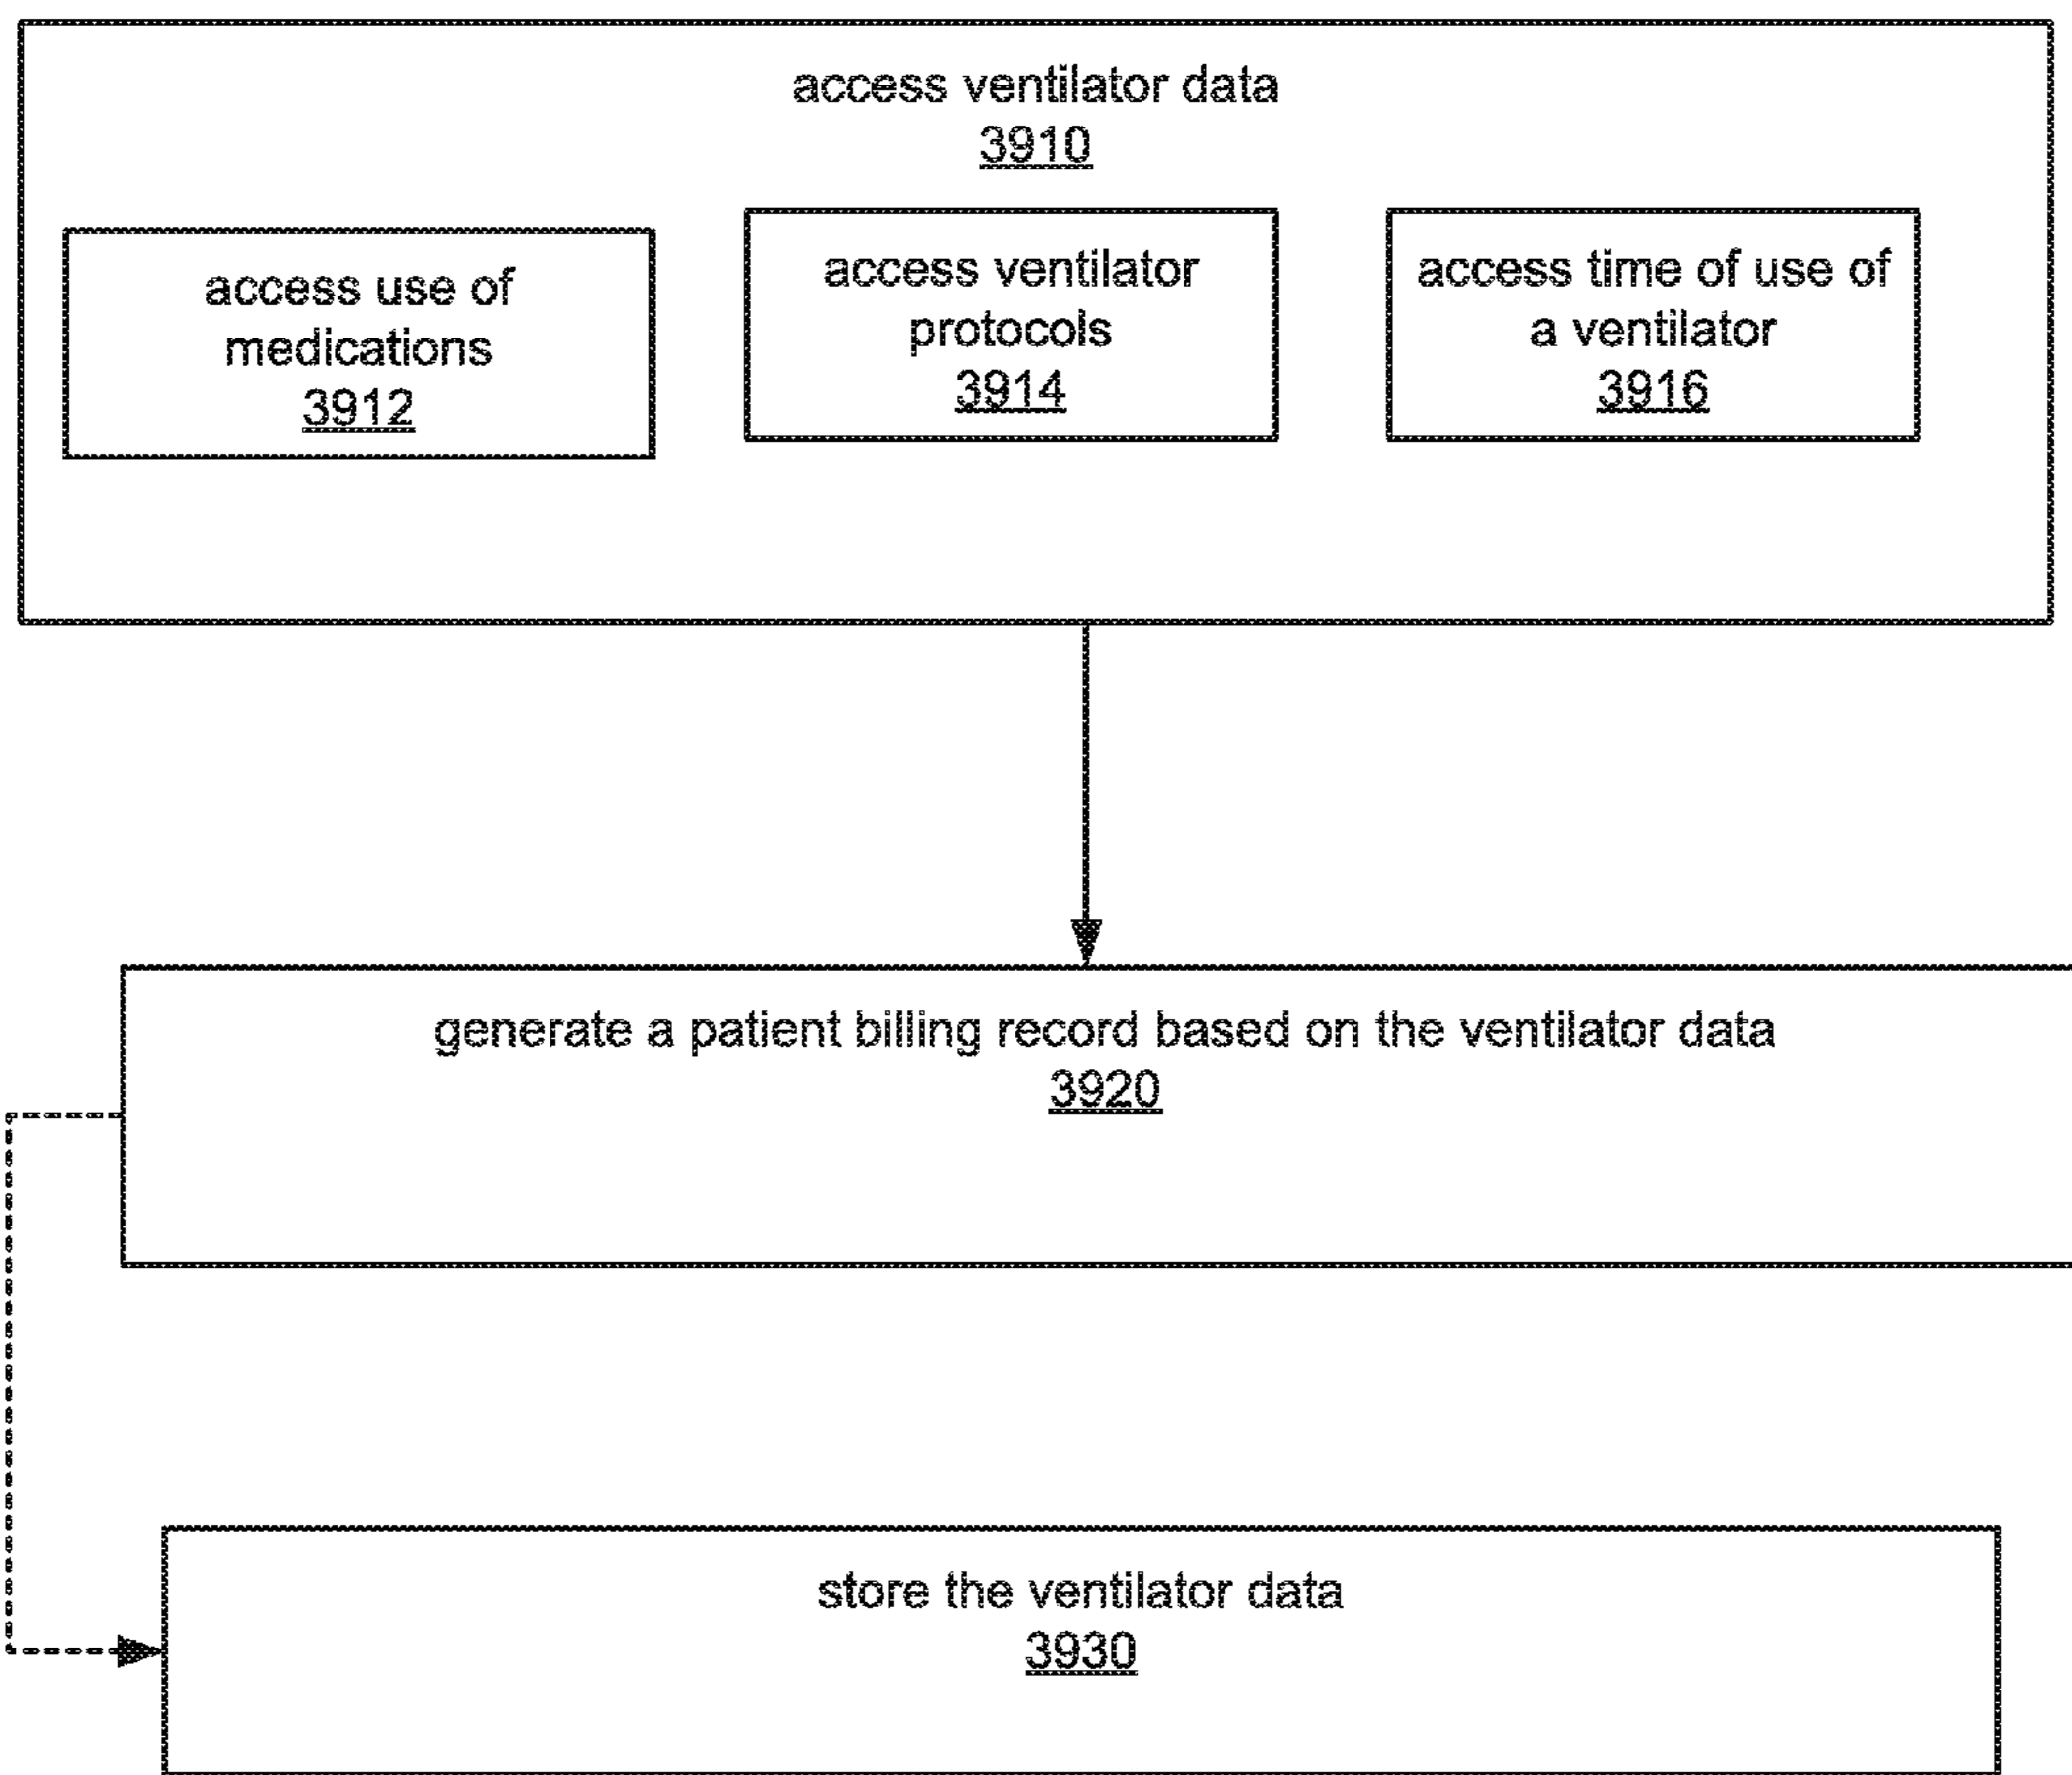 access ventilator data
3910
access use of
medications
3912
access ventilator
protocols
3914
access time of use of
a ventilator
3916
generate a patient billing record based on the ventilator data
3920
store the ventilator data
3930